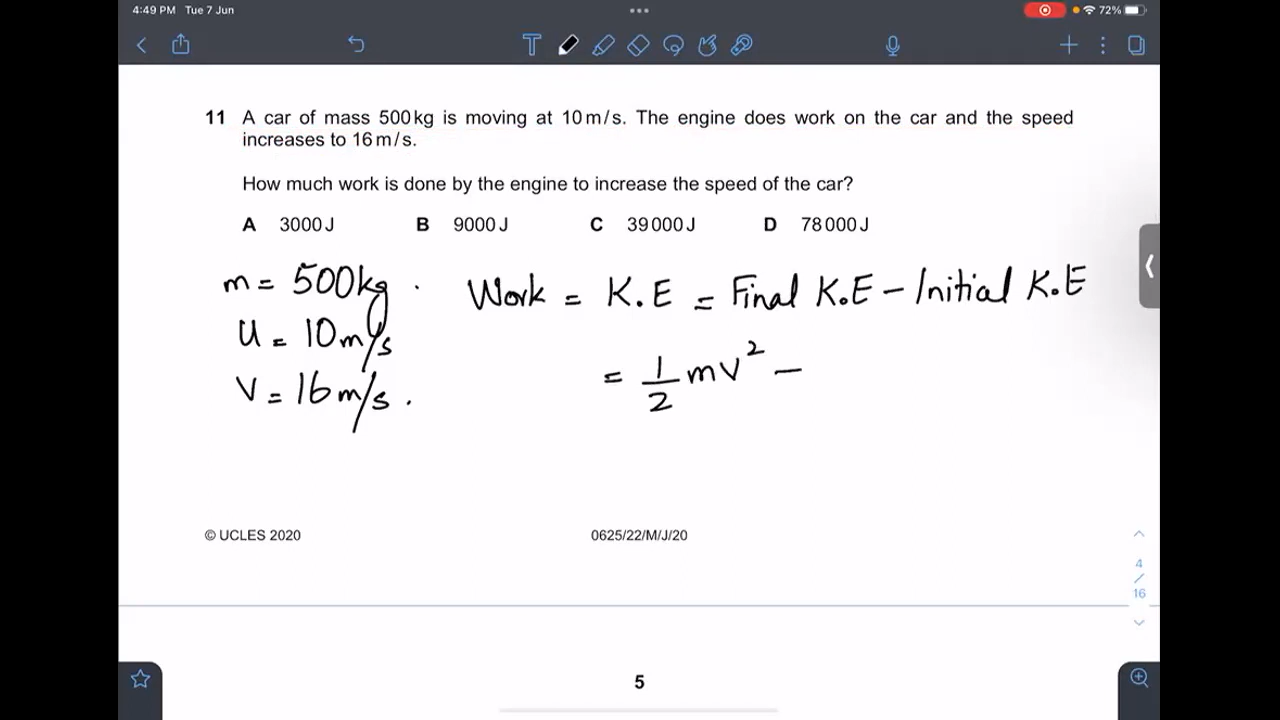 4:49 PM Tue 7 Jun
72%
T
11 A car of mass 500 kg is moving at 10 m/s. The engine does work on the car and the speed
increases to 16 m/s.
How much work is done by the engine to increase the speed of the car?
A 3000 J B 9000 J C 39 000 J D 78 000 J
m = 500kg . Work = K.E = Final K.E – Initial K.E
u = 10m/s
= 1/2 mv² –
v = 16m/s .
© UCLES 2020 0625/22/M/J/20
4
/
16
5